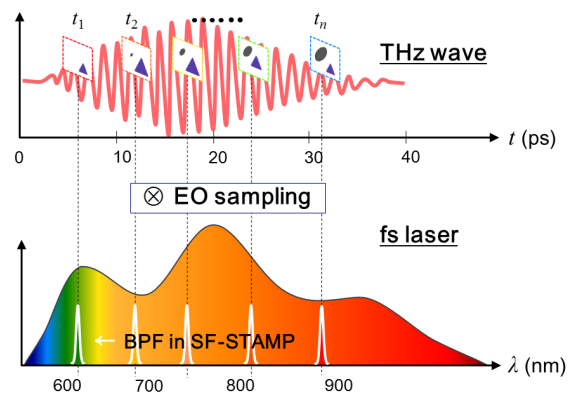 t1 t2 •••••• tn
THz wave
t (ps)
0 10 20 30 40
⊗ EO sampling
fs laser
← BPF in SF-STAMP
λ (nm)
600 700 800 900